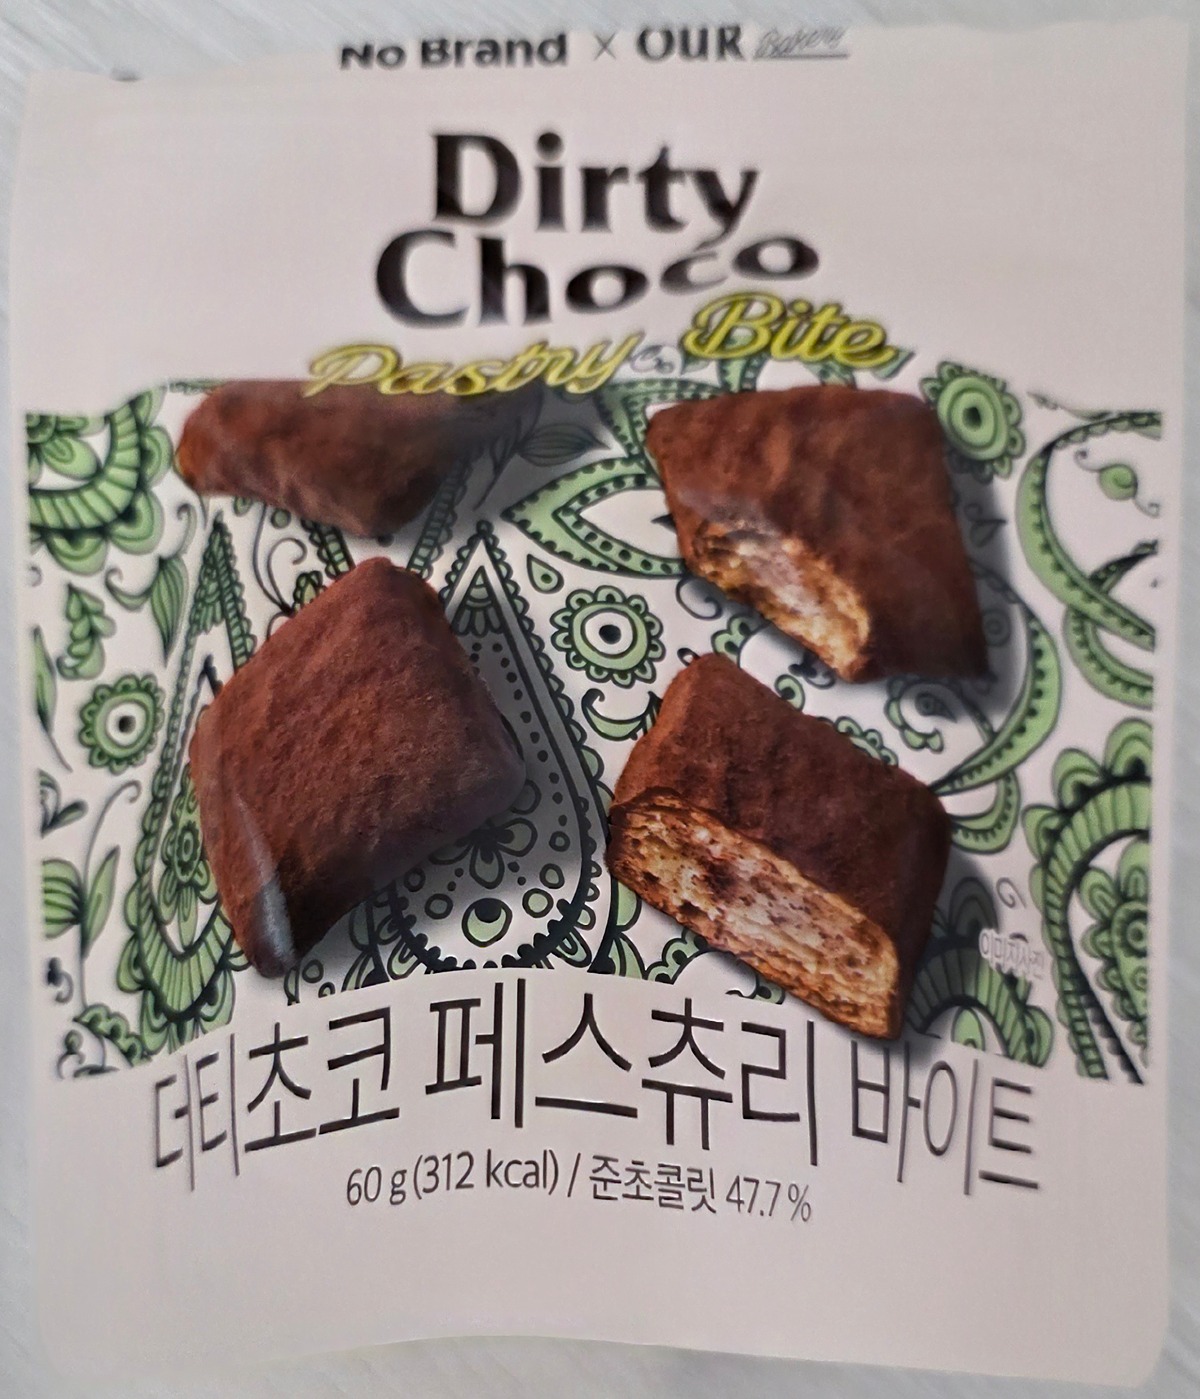 No Brand × OUR Bakery
Dirty
Choco
Pastry Bite
이미지사진
더티초코 페스츄리 바이트
60 g (312 kcal) / 준초콜릿 47.7 %